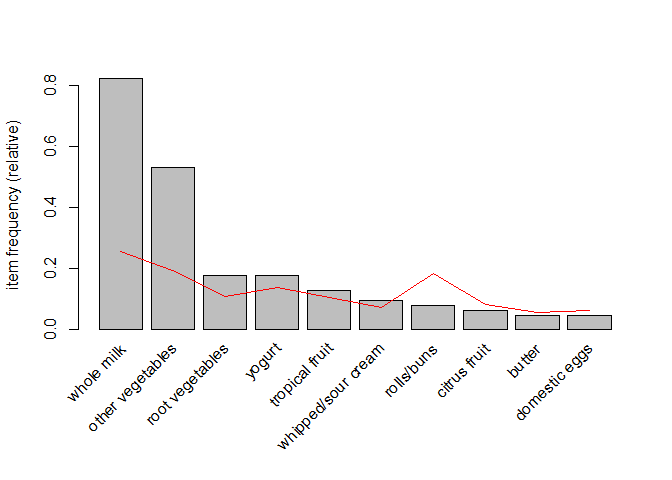 item frequency (relative)
0.8
0.6
0.4
0.2
0.0
whole milk
other vegetables
root vegetables
yogurt
tropical fruit
whipped/sour cream
rolls/buns
citrus fruit
butter
domestic eggs